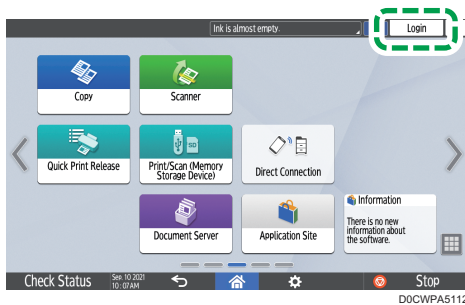 Ink is almost empty.
Login
Copy
Scanner
Quick Print Release
Print/Scan (Memory
Storage Device)
Direct Connection
Document Server
Application Site
Information
There is no new
information about
the software.
Check Status
Sep. 10 2021
10:07AM
Stop
D0CWPA5112